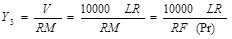 Y₃ = V / RM = 10000 LR / RM = 10000 LR / RF (Pr)